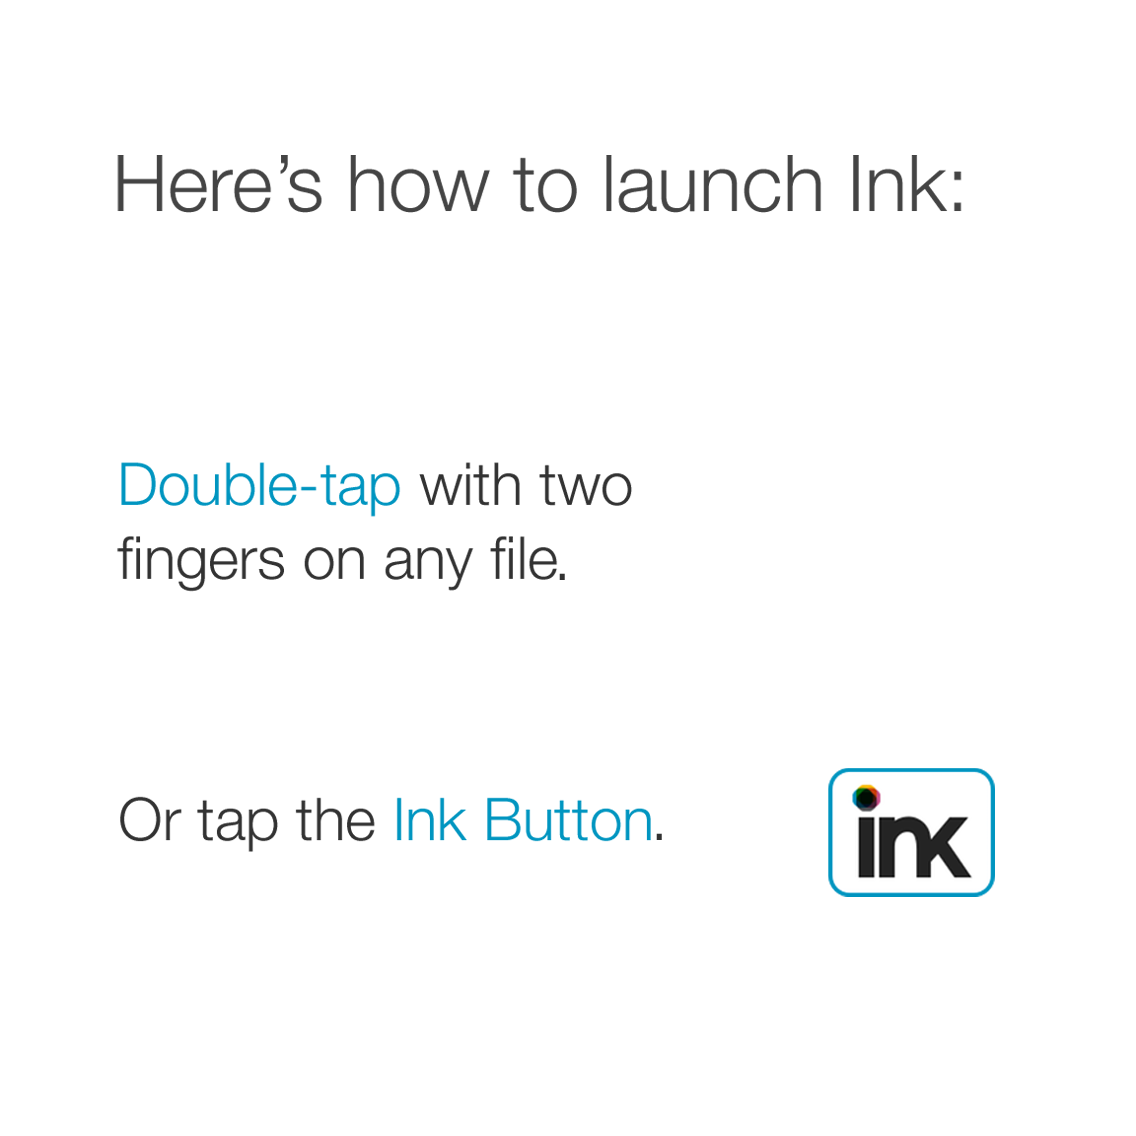 Here’s how to launch Ink:
Double-tap with two
fingers on any file.
Or tap the Ink Button.
ink